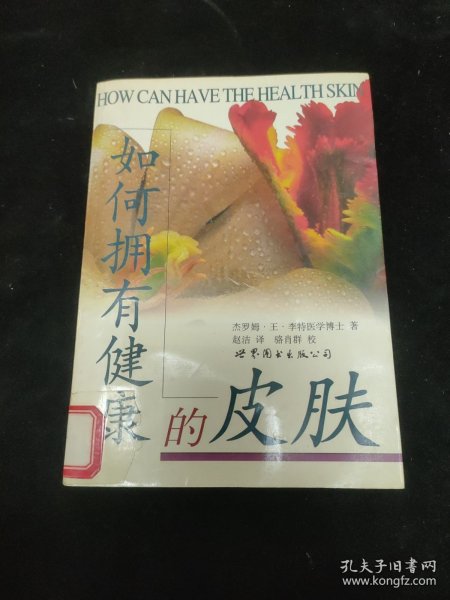 HOW CAN HAVE THE HEALTH SKIN
如何拥有健康
的皮肤
杰罗姆·王·李特医学博士 著
赵洁 译 骆肖群 校
世界图书出版公司
孔夫子旧书网
www.kongfz.com